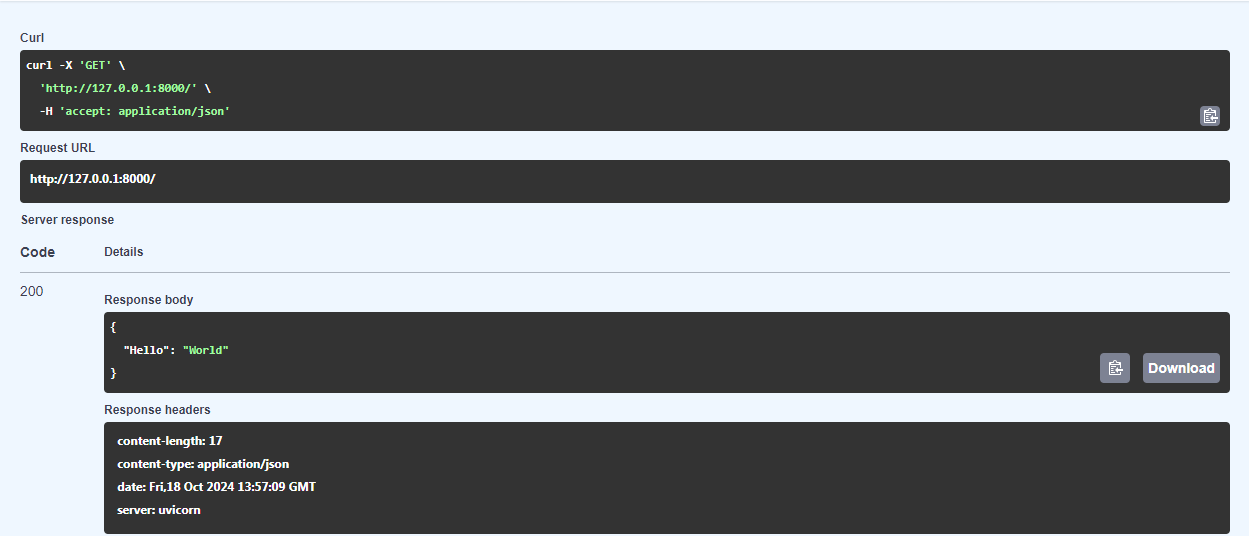 Curl
curl -X 'GET' \
'http://127.0.0.1:8000/' \
-H 'accept: application/json'
Request URL
http://127.0.0.1:8000/
Server response
Code Details
200
Response body
{
"Hello": "World"
}
Download
Response headers
content-length: 17
content-type: application/json
date: Fri,18 Oct 2024 13:57:09 GMT
server: uvicorn